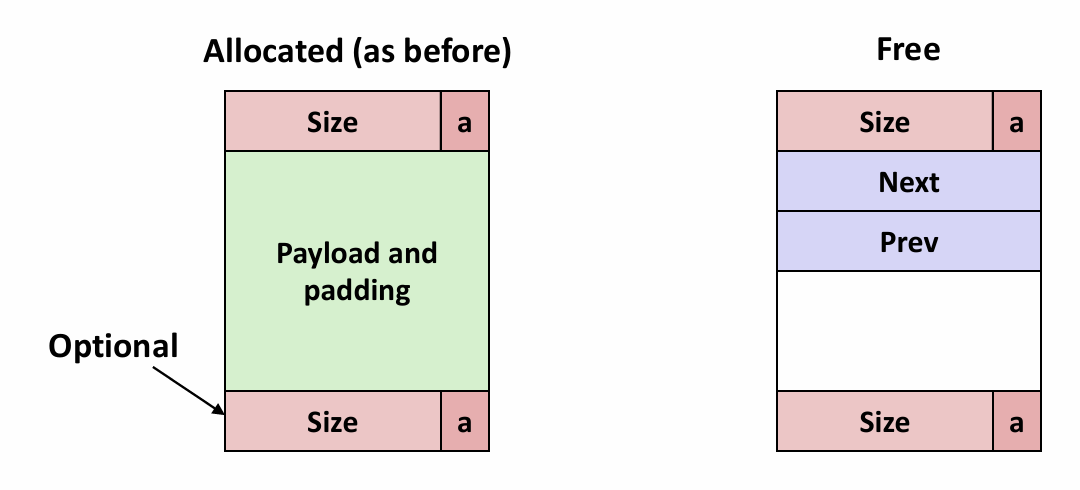 Allocated (as before)
Free
Size a
Size a
Next
Prev
Payload and
padding
Optional
Size a
Size a